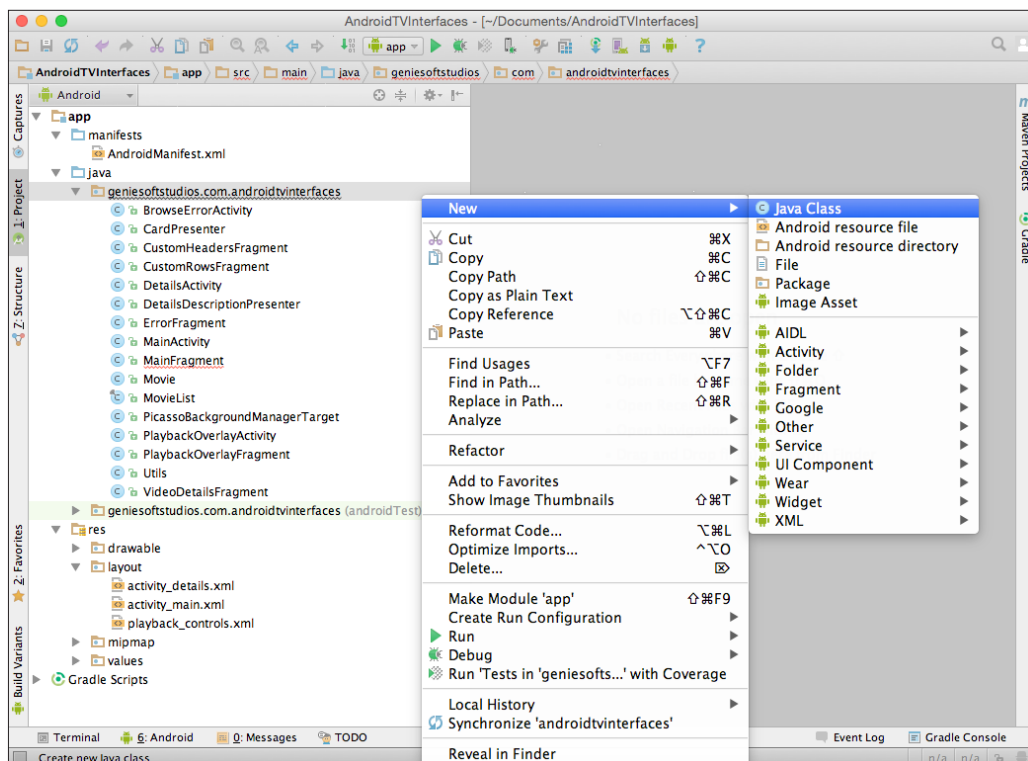 AndroidTVInterfaces - [~/Documents/AndroidTVInterfaces]
app
?
AndroidTVInterfaces app src main java geniesoftstudios com androidtvinterfaces
Captures
1: Project
Z: Structure
2: Favorites
Build Variants
Android
app
manifests
AndroidManifest.xml
java
geniesoftstudios.com.androidtvinterfaces
BrowseErrorActivity
CardPresenter
CustomHeadersFragment
CustomRowsFragment
DetailsActivity
DetailsDescriptionPresenter
ErrorFragment
MainActivity
MainFragment
Movie
MovieList
PicassoBackgroundManagerTarget
PlaybackOverlayActivity
PlaybackOverlayFragment
Utils
VideoDetailsFragment
geniesoftstudios.com.androidtvinterfaces (androidTest)
res
drawable
layout
activity_details.xml
activity_main.xml
playback_controls.xml
mipmap
values
Gradle Scripts
New
Cut ⌘X
Copy ⌘C
Copy Path ⇧⌘C
Copy as Plain Text
Copy Reference ⌥⇧⌘C
Paste ⌘V
Find Usages ⌥F7
Find in Path... ⇧⌘F
Replace in Path... ⇧⌘R
Analyze
Refactor
Add to Favorites
Show Image Thumbnails ⇧⌘T
Reformat Code... ⌥⌘L
Optimize Imports... ^⌥O
Delete... ⌦
Make Module 'app' ⇧⌘F9
Create Run Configuration
Run
Debug
Run 'Tests in 'geniesofts...' with Coverage
Local History
Synchronize 'androidtvinterfaces'
Reveal in Finder
Java Class
Android resource file
Android resource directory
File
Package
Image Asset
AIDL
Activity
Folder
Fragment
Google
Other
Service
UI Component
Wear
Widget
XML
Maven Projects
Gradle
Terminal 6: Android 0: Messages TODO Event Log Gradle Console
Create new Java class n/a n/a